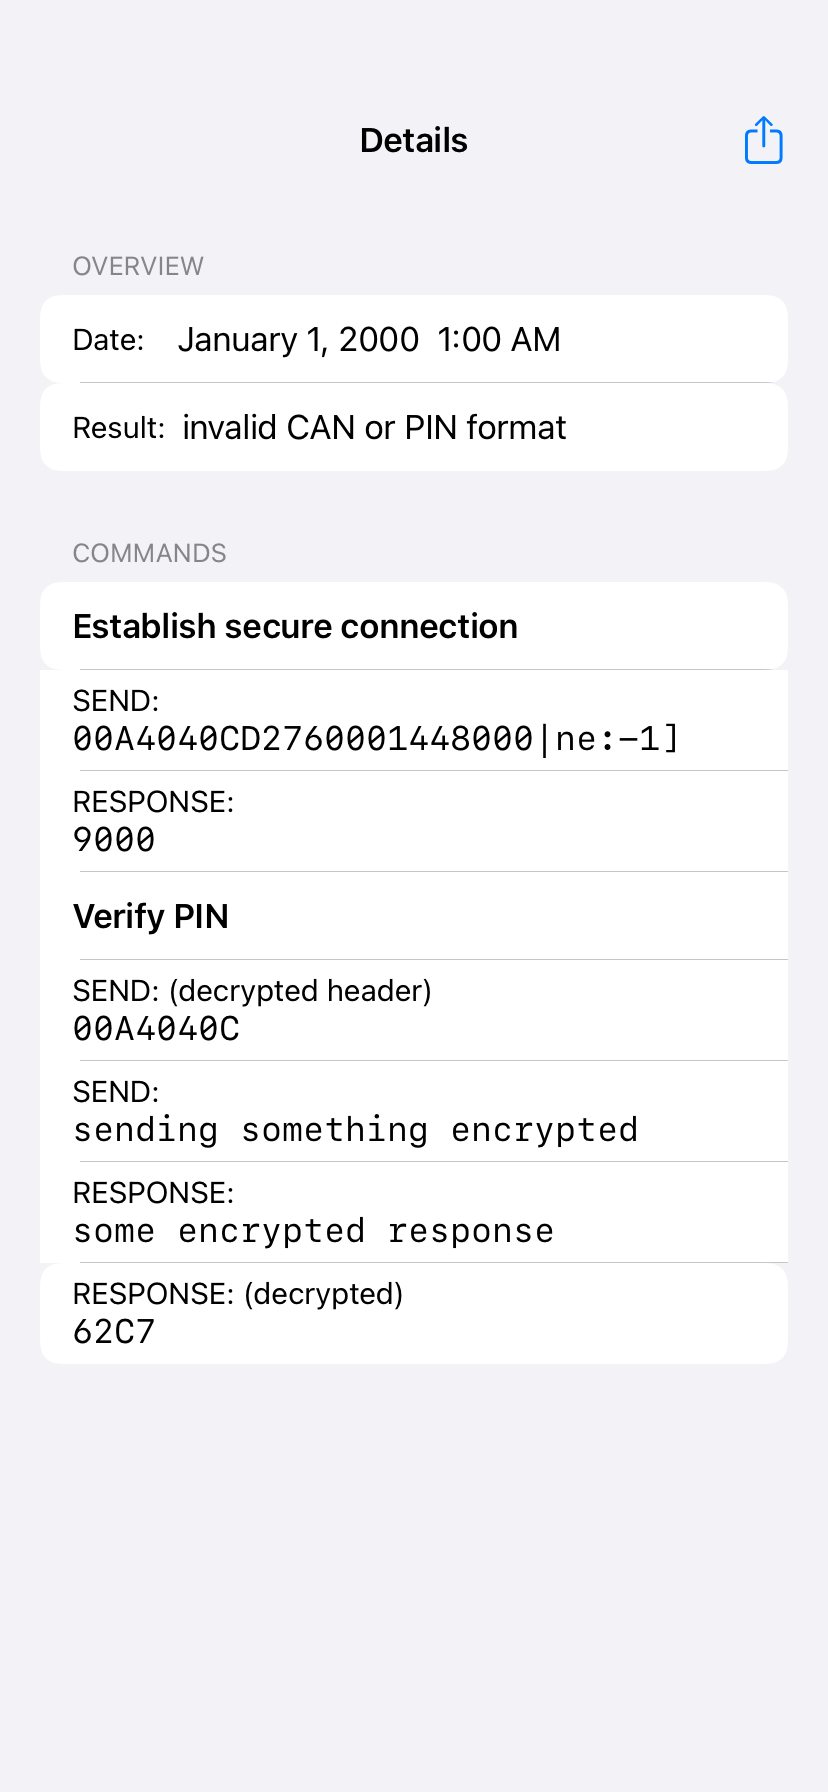 Details
OVERVIEW
Date: January 1, 2000 1:00 AM
Result: invalid CAN or PIN format
COMMANDS
Establish secure connection
SEND:
00A4040CD2760001448000|ne:−1]
RESPONSE:
9000
Verify PIN
SEND: (decrypted header)
00A4040C
SEND:
sending something encrypted
RESPONSE:
some encrypted response
RESPONSE: (decrypted)
62C7